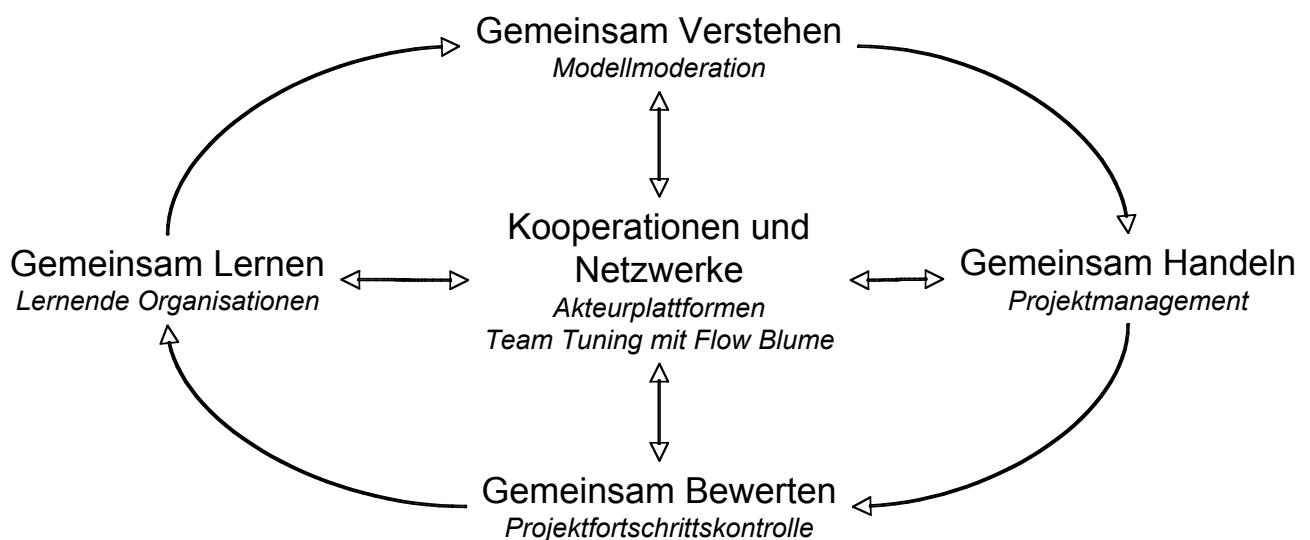 Gemeinsam Verstehen
Modellmoderation
Kooperationen und
Netzwerke
Akteurplattformen
Team Tuning mit Flow Blume
Gemeinsam Lernen
Lernende Organisationen
Gemeinsam Handeln
Projektmanagement
Gemeinsam Bewerten
Projektfortschrittskontrolle